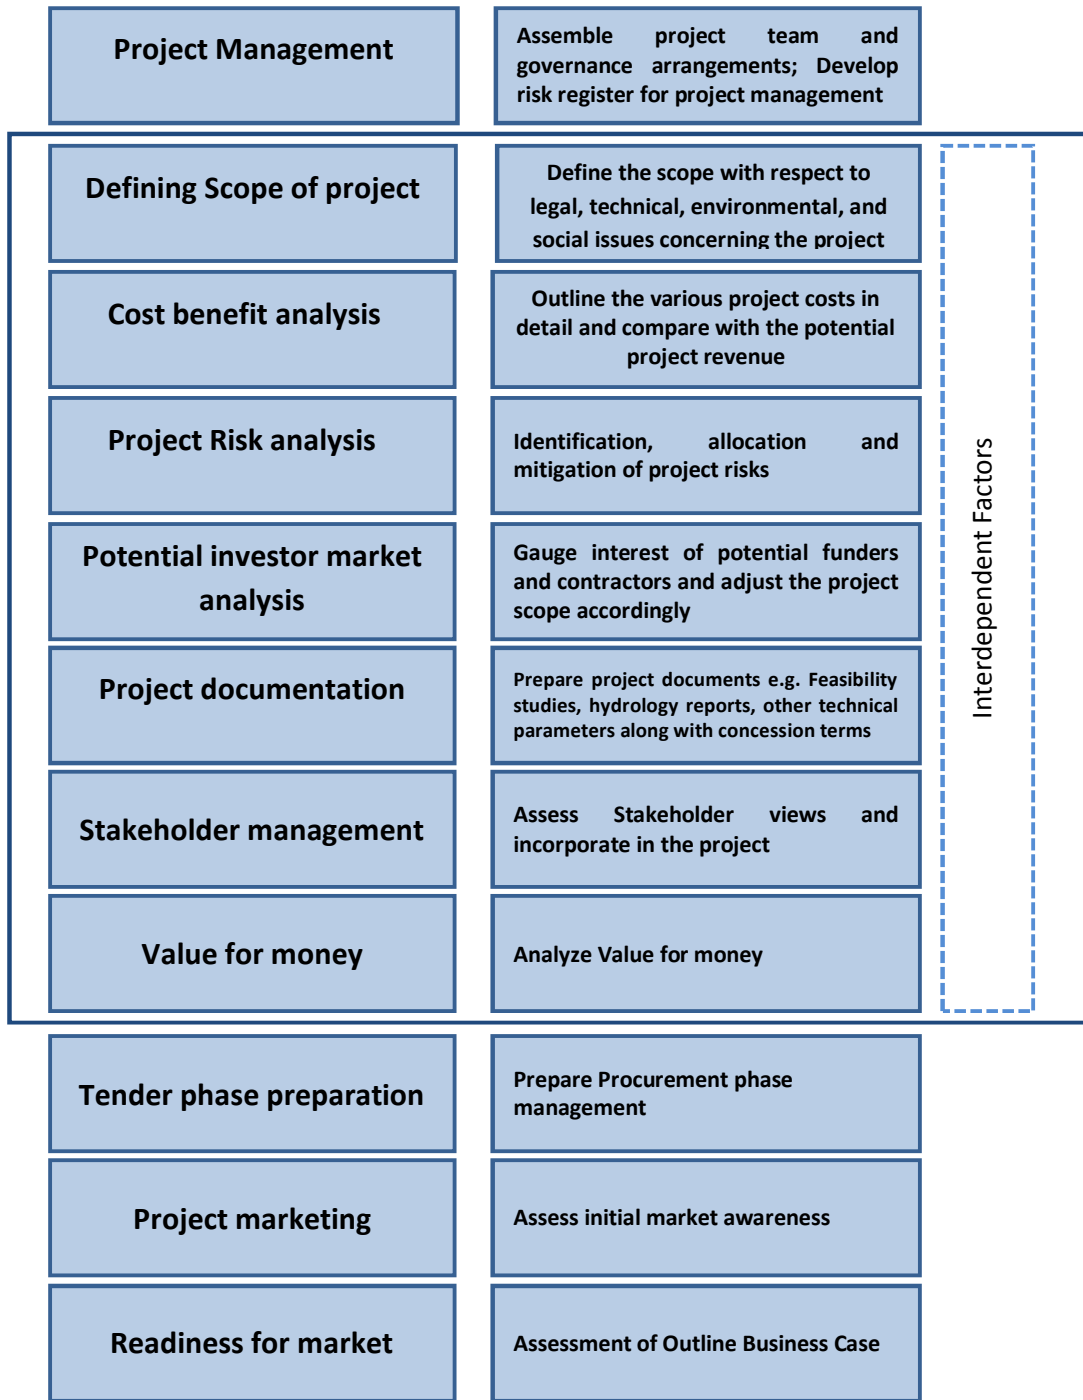 Project Management
Assemble project team and
governance arrangements; Develop
risk register for project management
Defining Scope of project
Define the scope with respect to
legal, technical, environmental, and
social issues concerning the project
Cost benefit analysis
Outline the various project costs in
detail and compare with the potential
project revenue
Project Risk analysis
Identification, allocation and
mitigation of project risks
Potential investor market
analysis
Gauge interest of potential funders
and contractors and adjust the project
scope accordingly
Project documentation
Prepare project documents e.g. Feasibility
studies, hydrology reports, other technical
parameters along with concession terms
Stakeholder management
Assess Stakeholder views and
incorporate in the project
Value for money
Analyze Value for money
Interdependent Factors
Tender phase preparation
Prepare Procurement phase
management
Project marketing
Assess initial market awareness
Readiness for market
Assessment of Outline Business Case